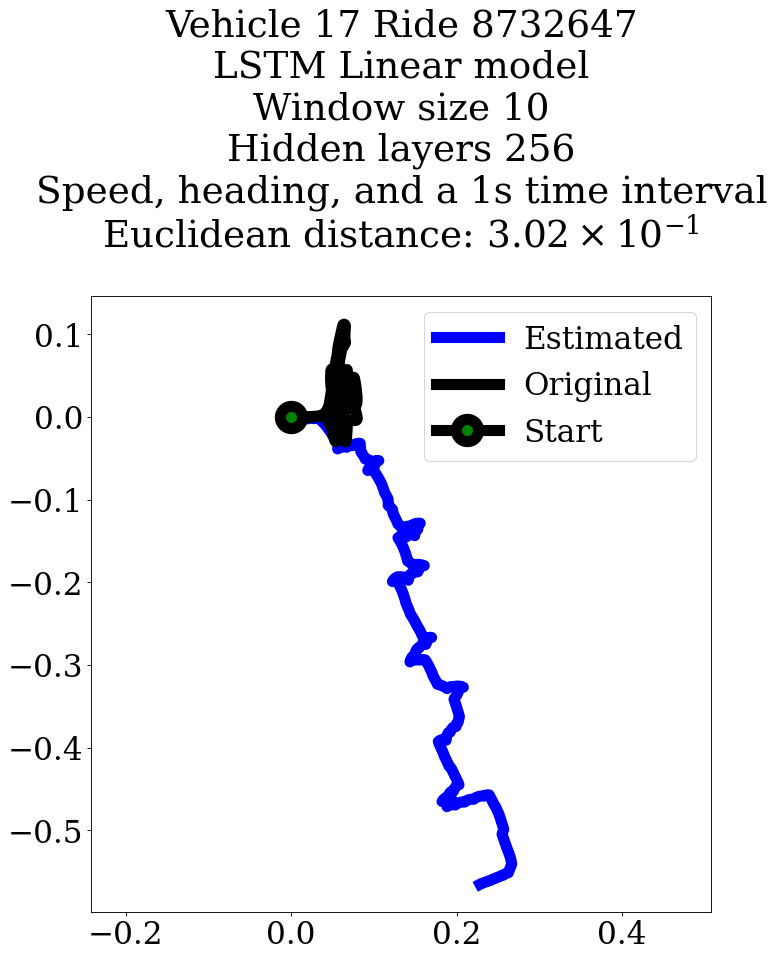 Vehicle 17 Ride 8732647
LSTM Linear model
Window size 10
Hidden layers 256
Speed, heading, and a 1s time interval
Euclidean distance: 3.02 × 10⁻¹
Estimated
Original
Start
0.1
0.0
−0.1
−0.2
−0.3
−0.4
−0.5
−0.2 0.0 0.2 0.4